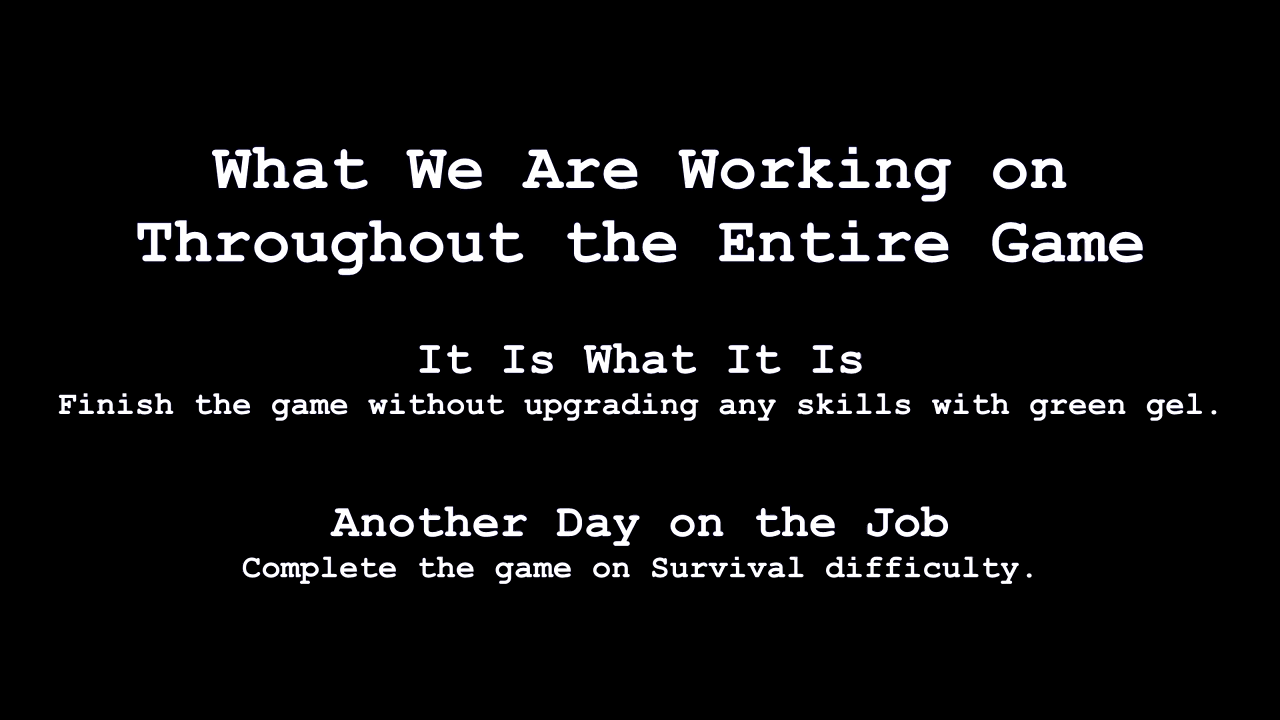 What We Are Working on
Throughout the Entire Game
It Is What It Is
Finish the game without upgrading any skills with green gel.
Another Day on the Job
Complete the game on Survival difficulty.